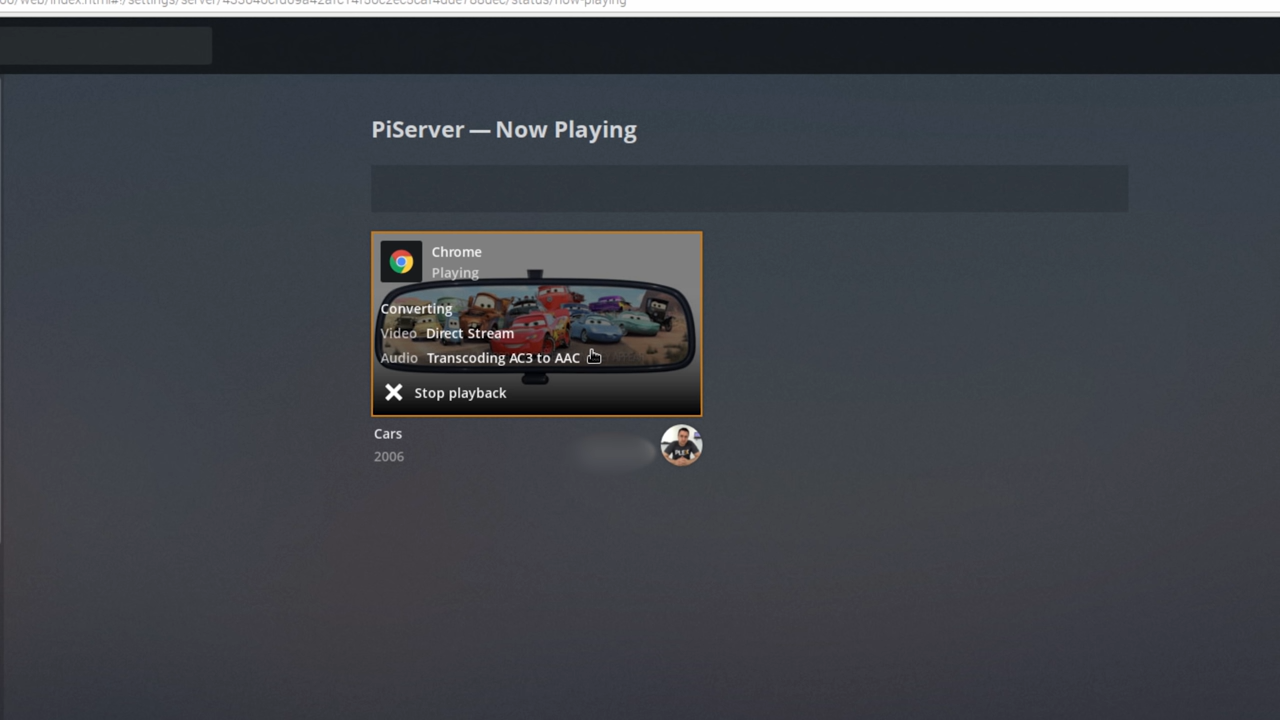 PiServer — Now Playing
Chrome
Playing
Converting
Video Direct Stream
Audio Transcoding AC3 to AAC
Stop playback
Cars
2006